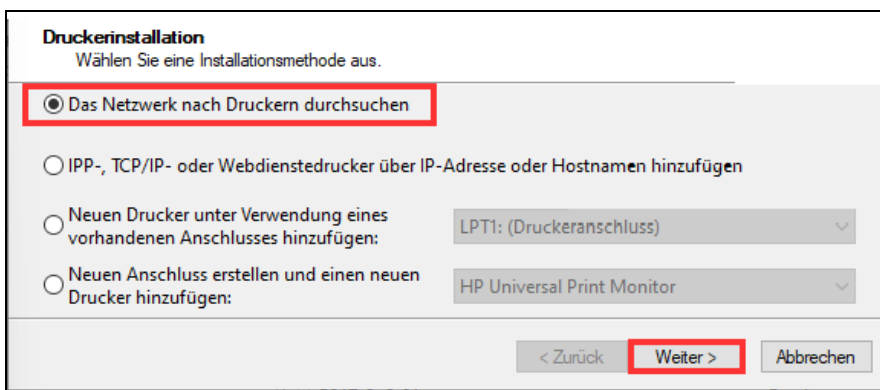 Druckerinstallation
Wählen Sie eine Installationsmethode aus.
Das Netzwerk nach Druckern durchsuchen
IPP-, TCP/IP- oder Webdienstedrucker über IP-Adresse oder Hostnamen hinzufügen
Neuen Drucker unter Verwendung eines
vorhandenen Anschlusses hinzufügen:
LPT1: (Druckeranschluss)
Neuen Anschluss erstellen und einen neuen
Drucker hinzufügen:
HP Universal Print Monitor
< Zurück Weiter > Abbrechen